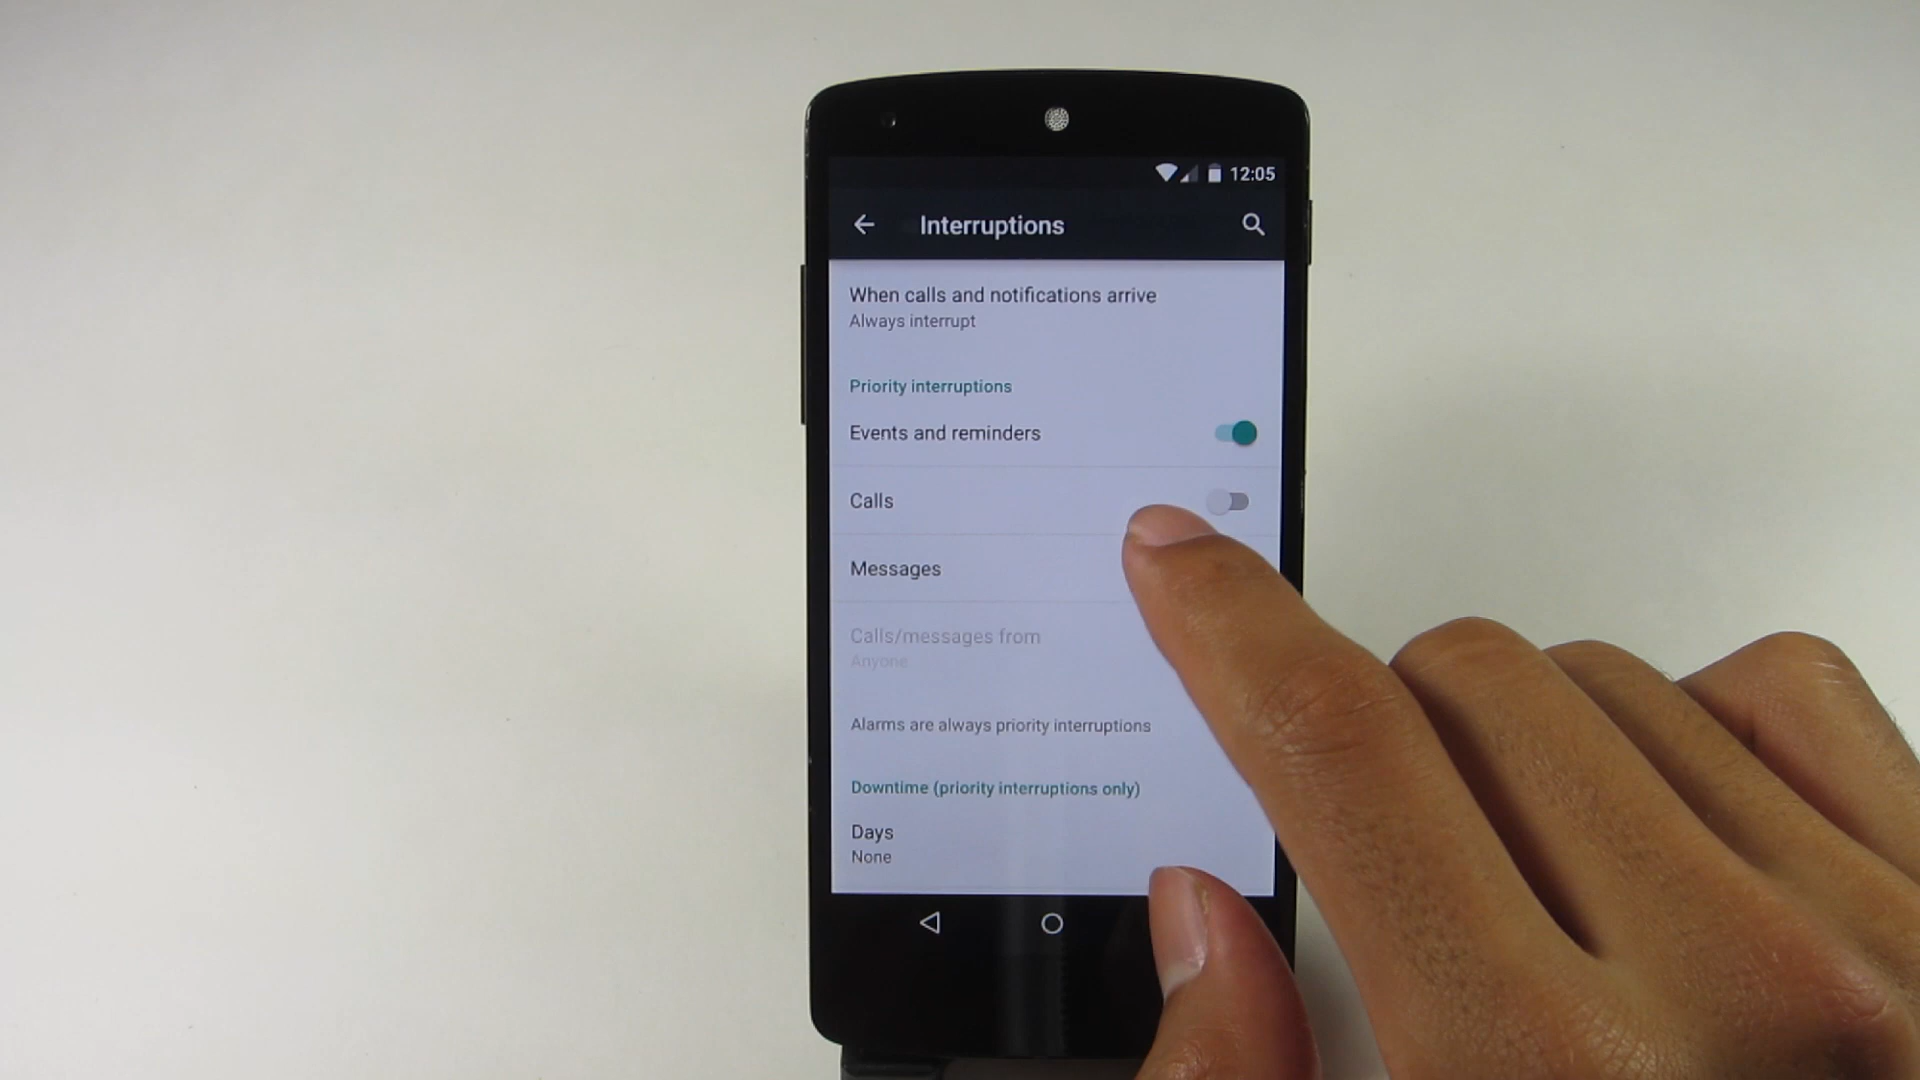 12:05
Interruptions
When calls and notifications arrive
Always interrupt
Priority interruptions
Events and reminders
Calls
Messages
Calls/messages from
Anyone
Alarms are always priority interruptions
Downtime (priority interruptions only)
Days
None